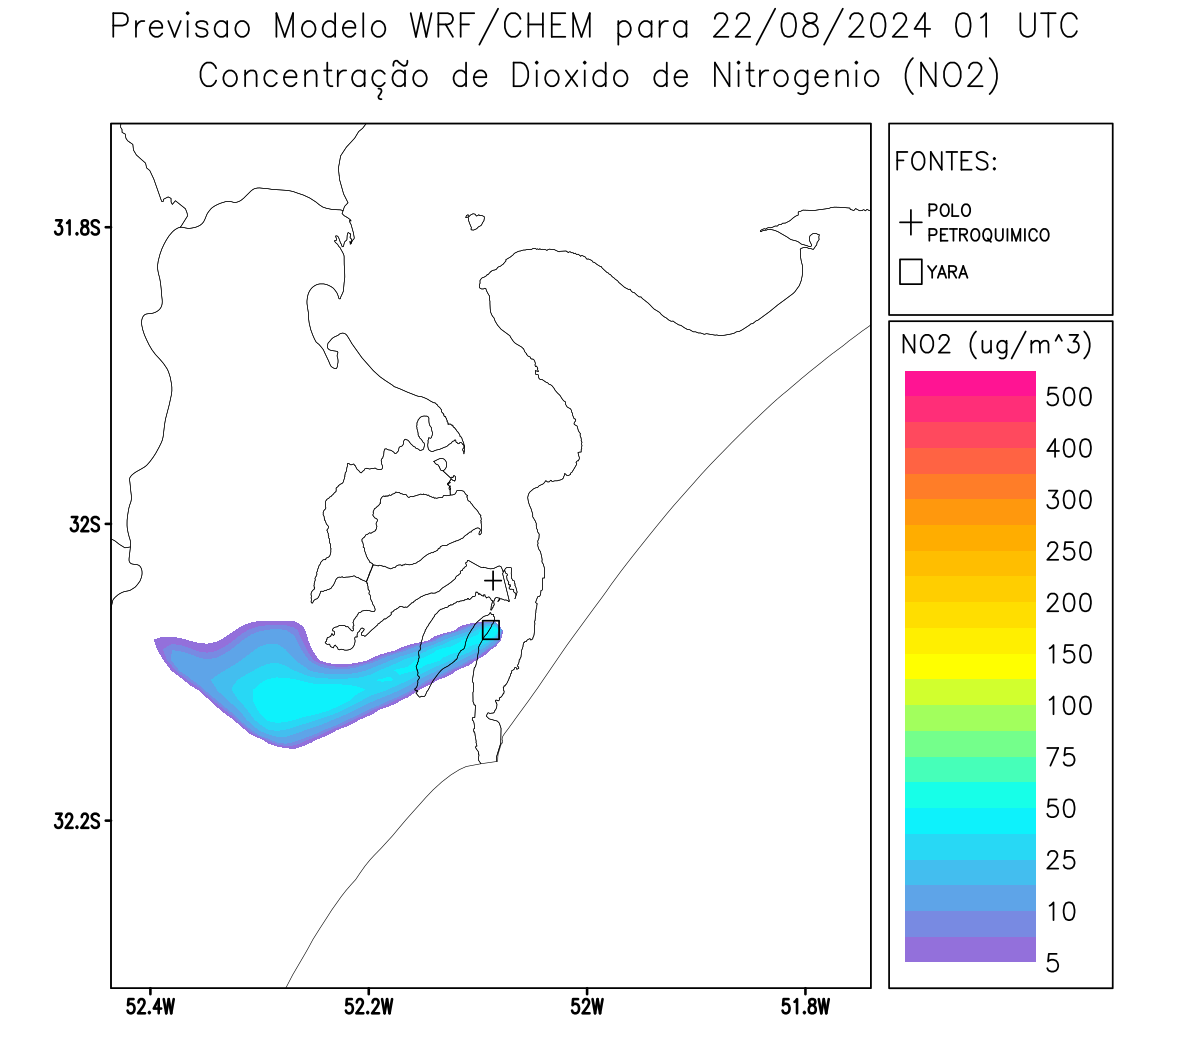 Previsao Modelo WRF/CHEM para 22/08/2024 01 UTC
Concentração de Dioxido de Nitrogenio (NO2)
FONTES:
POLO
PETROQUIMICO
YARA
31.8S
32S
32.2S
52.4W
52.2W
52W
51.8W
NO2 (ug/m^3)
500
400
300
250
200
150
100
75
50
25
10
5